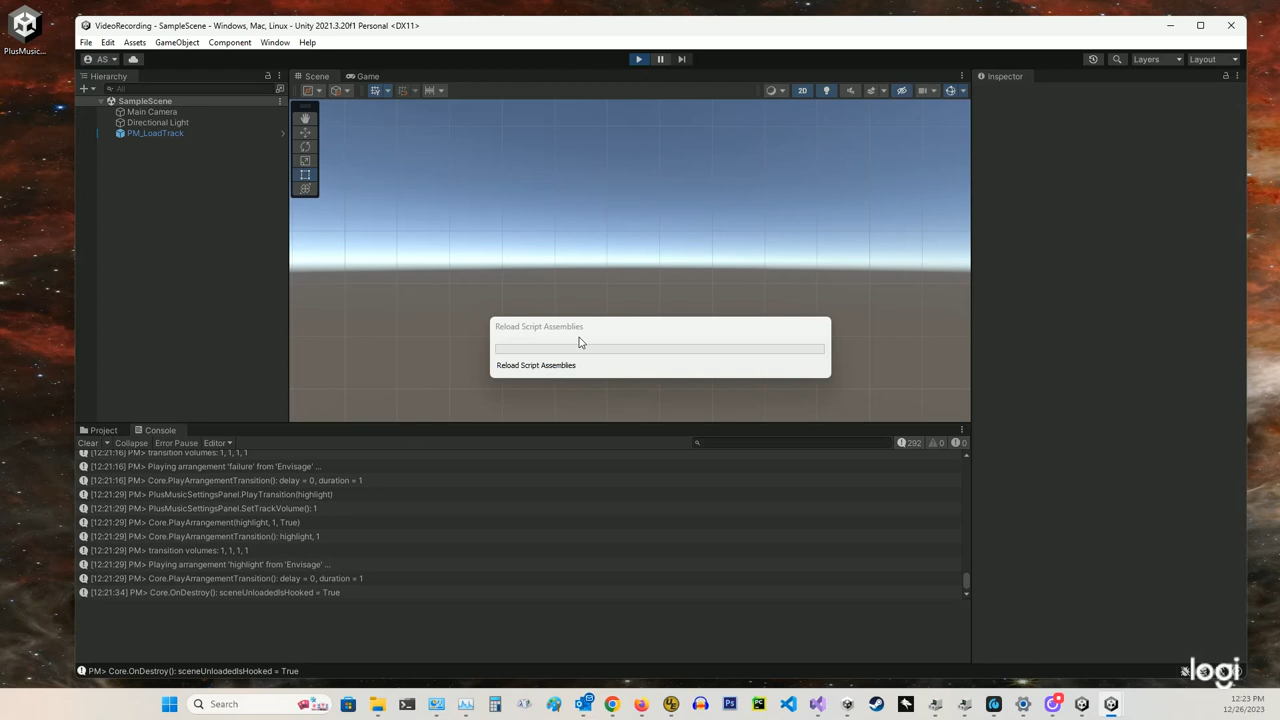 PlusMusic...
VideoRecording - SampleScene - Windows, Mac, Linux - Unity 2021.3.20f1 Personal <DX11>
File Edit Assets GameObject Component Window Help
AS Layers Layout
Hierarchy
All
SampleScene
Main Camera
Directional Light
PM_LoadTrack
Scene Game
2D
Inspector
Reload Script Assemblies
Reload Script Assemblies
Project Console
Clear Collapse Error Pause Editor 292 0 0
[12:21:16] PM> transition volumes: 1, 1, 1, 1
[12:21:16] PM> Playing arrangement 'failure' from 'Envisage' ...
[12:21:16] PM> Core.PlayArrangementTransition(): delay = 0, duration = 1
[12:21:29] PM> PlusMusicSettingsPanel.PlayTransition(highlight)
[12:21:29] PM> PlusMusicSettingsPanel.SetTrackVolume(): 1
[12:21:29] PM> Core.PlayArrangement(highlight, 1, True)
[12:21:29] PM> Core.PlayArrangementTransition(): highlight, 1
[12:21:29] PM> transition volumes: 1, 1, 1, 1
[12:21:29] PM> Playing arrangement 'highlight' from 'Envisage' ...
[12:21:29] PM> Core.PlayArrangementTransition(): delay = 0, duration = 1
[12:21:34] PM> Core.OnDestroy(): sceneUnloadedIsHooked = True
PM> Core.OnDestroy(): sceneUnloadedIsHooked = True
logi
Search
12:23 PM
12/26/2023